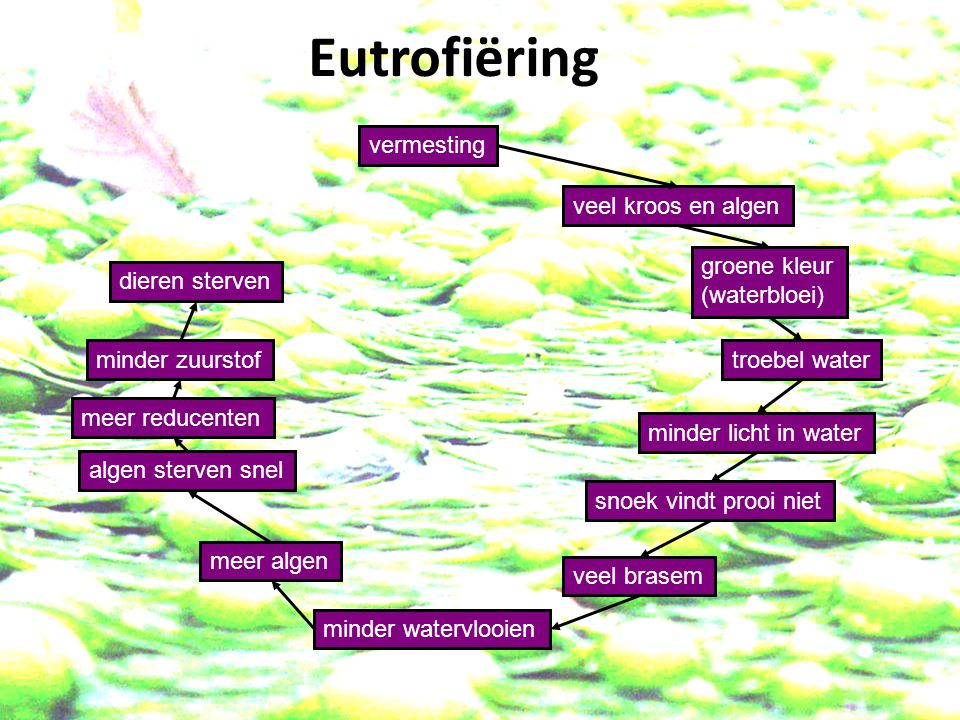 Eutrofiëring
vermesting
veel kroos en algen
groene kleur
(waterbloei)
troebel water
minder licht in water
snoek vindt prooi niet
veel brasem
minder watervlooien
meer algen
algen sterven snel
meer reducenten
minder zuurstof
dieren sterven